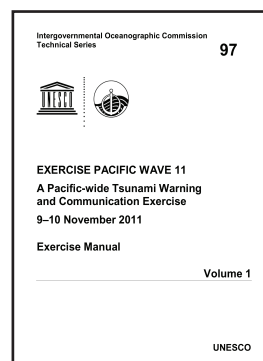 Intergovernmental Oceanographic Commission
Technical Series
97
UNESCO
EXERCISE PACIFIC WAVE 11
A Pacific-wide Tsunami Warning
and Communication Exercise
9–10 November 2011
Exercise Manual
Volume 1
UNESCO